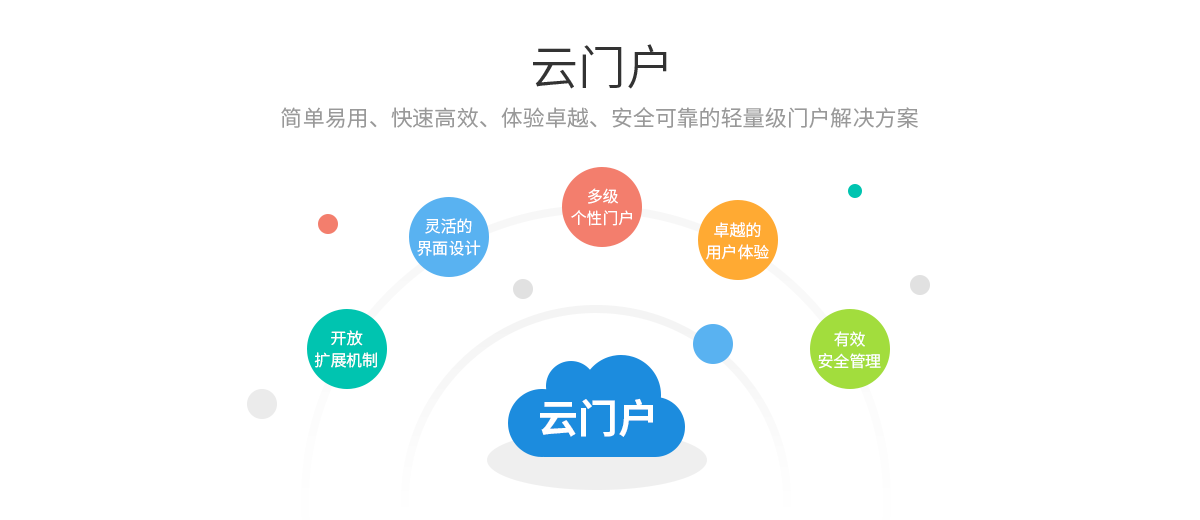 云门户
简单易用、快速高效、体验卓越、安全可靠的轻量级门户解决方案
多级
个性门户
灵活的
界面设计
卓越的
用户体验
开放
扩展机制
有效
安全管理
云门户